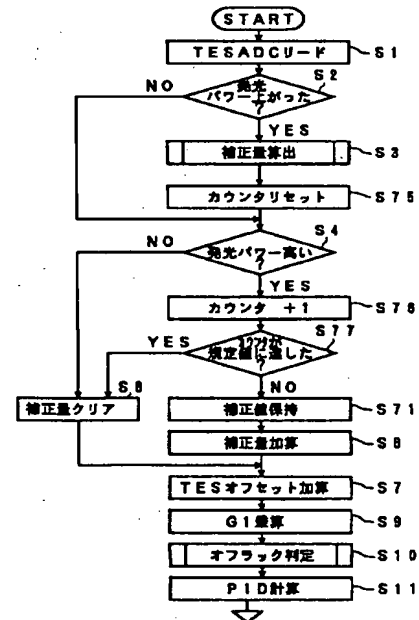 START
TESADCリード
S1
発光
パワー上がった
?
S2
NO
YES
補正量算出
S3
カウンタリセット
S75
発光パワー高い
?
S4
NO
YES
カウンタ +1
S76
カウンタが
規定値に達した
?
S77
YES
NO
補正量クリア
S6
補正値保持
S71
補正量加算
S8
TESオフセット加算
S7
G1乗算
S9
オフラック判定
S10
PID計算
S11